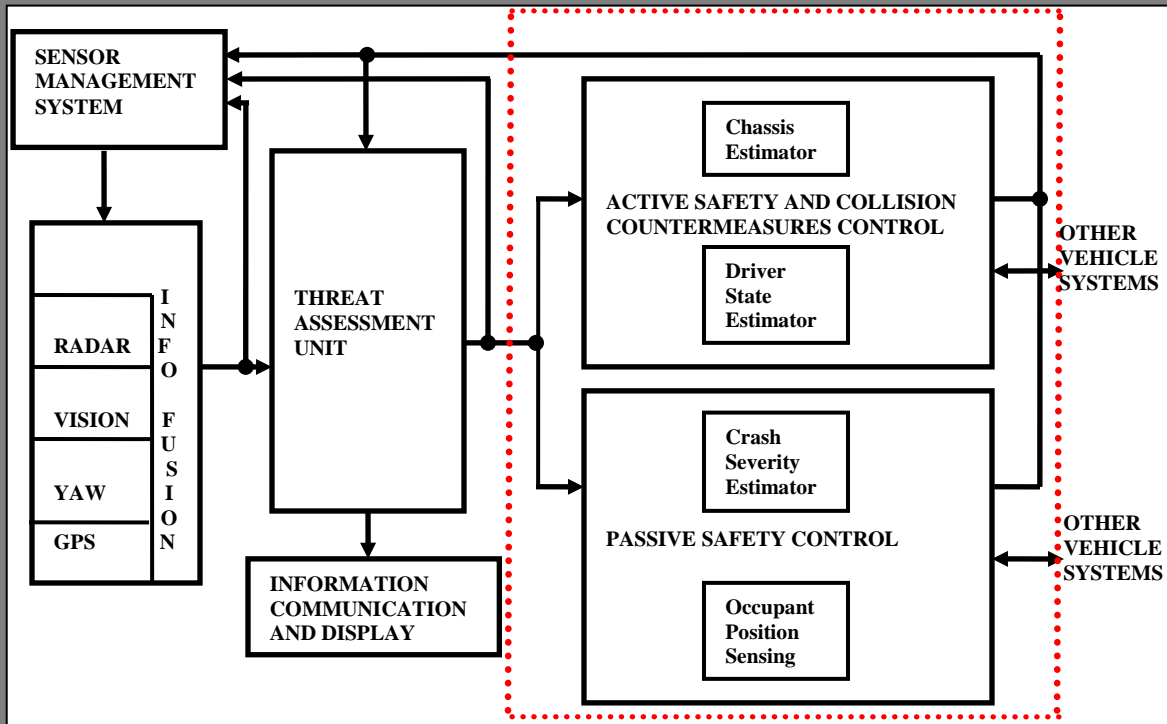 SENSOR
MANAGEMENT
SYSTEM
RADAR
VISION
YAW
GPS
INFO FUSION
THREAT
ASSESSMENT
UNIT
INFORMATION
COMMUNICATION
AND DISPLAY
Chassis
Estimator
ACTIVE SAFETY AND COLLISION
COUNTERMEASURES CONTROL
Driver
State
Estimator
OTHER
VEHICLE
SYSTEMS
Crash
Severity
Estimator
PASSIVE SAFETY CONTROL
Occupant
Position
Sensing
OTHER
VEHICLE
SYSTEMS